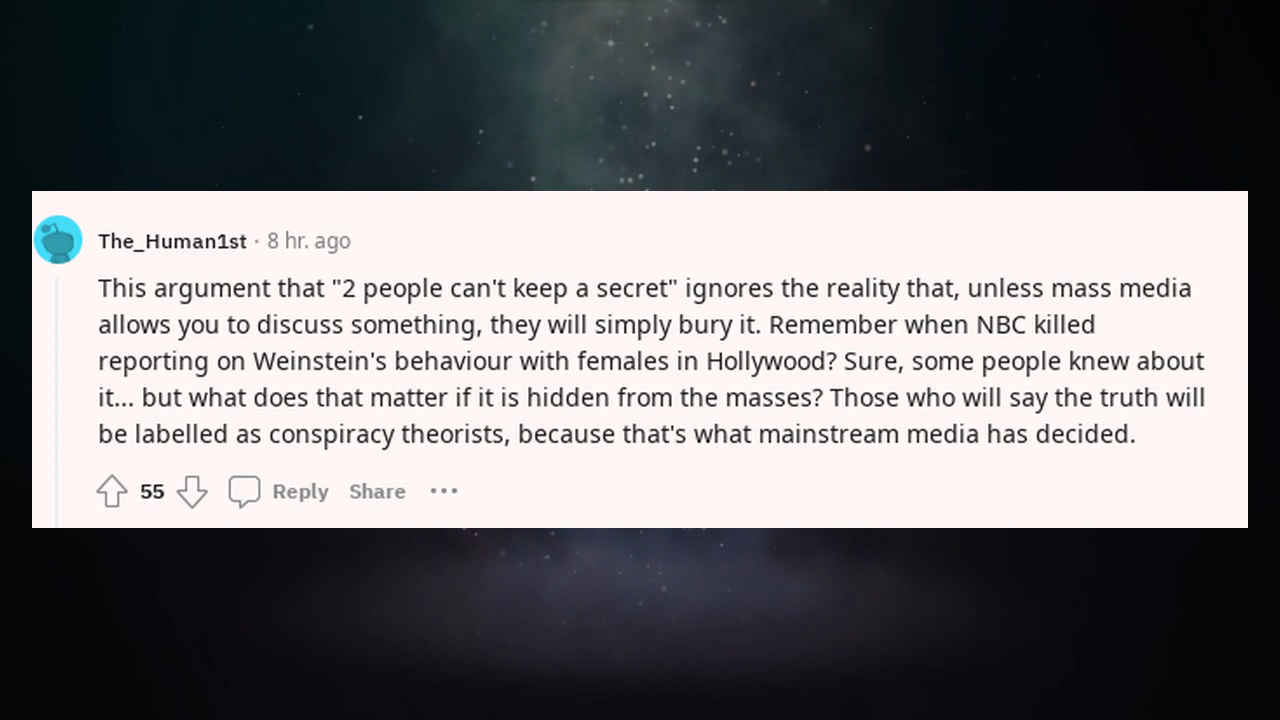 The_Human1st · 8 hr. ago
This argument that "2 people can't keep a secret" ignores the reality that, unless mass media
allows you to discuss something, they will simply bury it. Remember when NBC killed
reporting on Weinstein's behaviour with females in Hollywood? Sure, some people knew about
it... but what does that matter if it is hidden from the masses? Those who will say the truth will
be labelled as conspiracy theorists, because that's what mainstream media has decided.
55 Reply Share ...